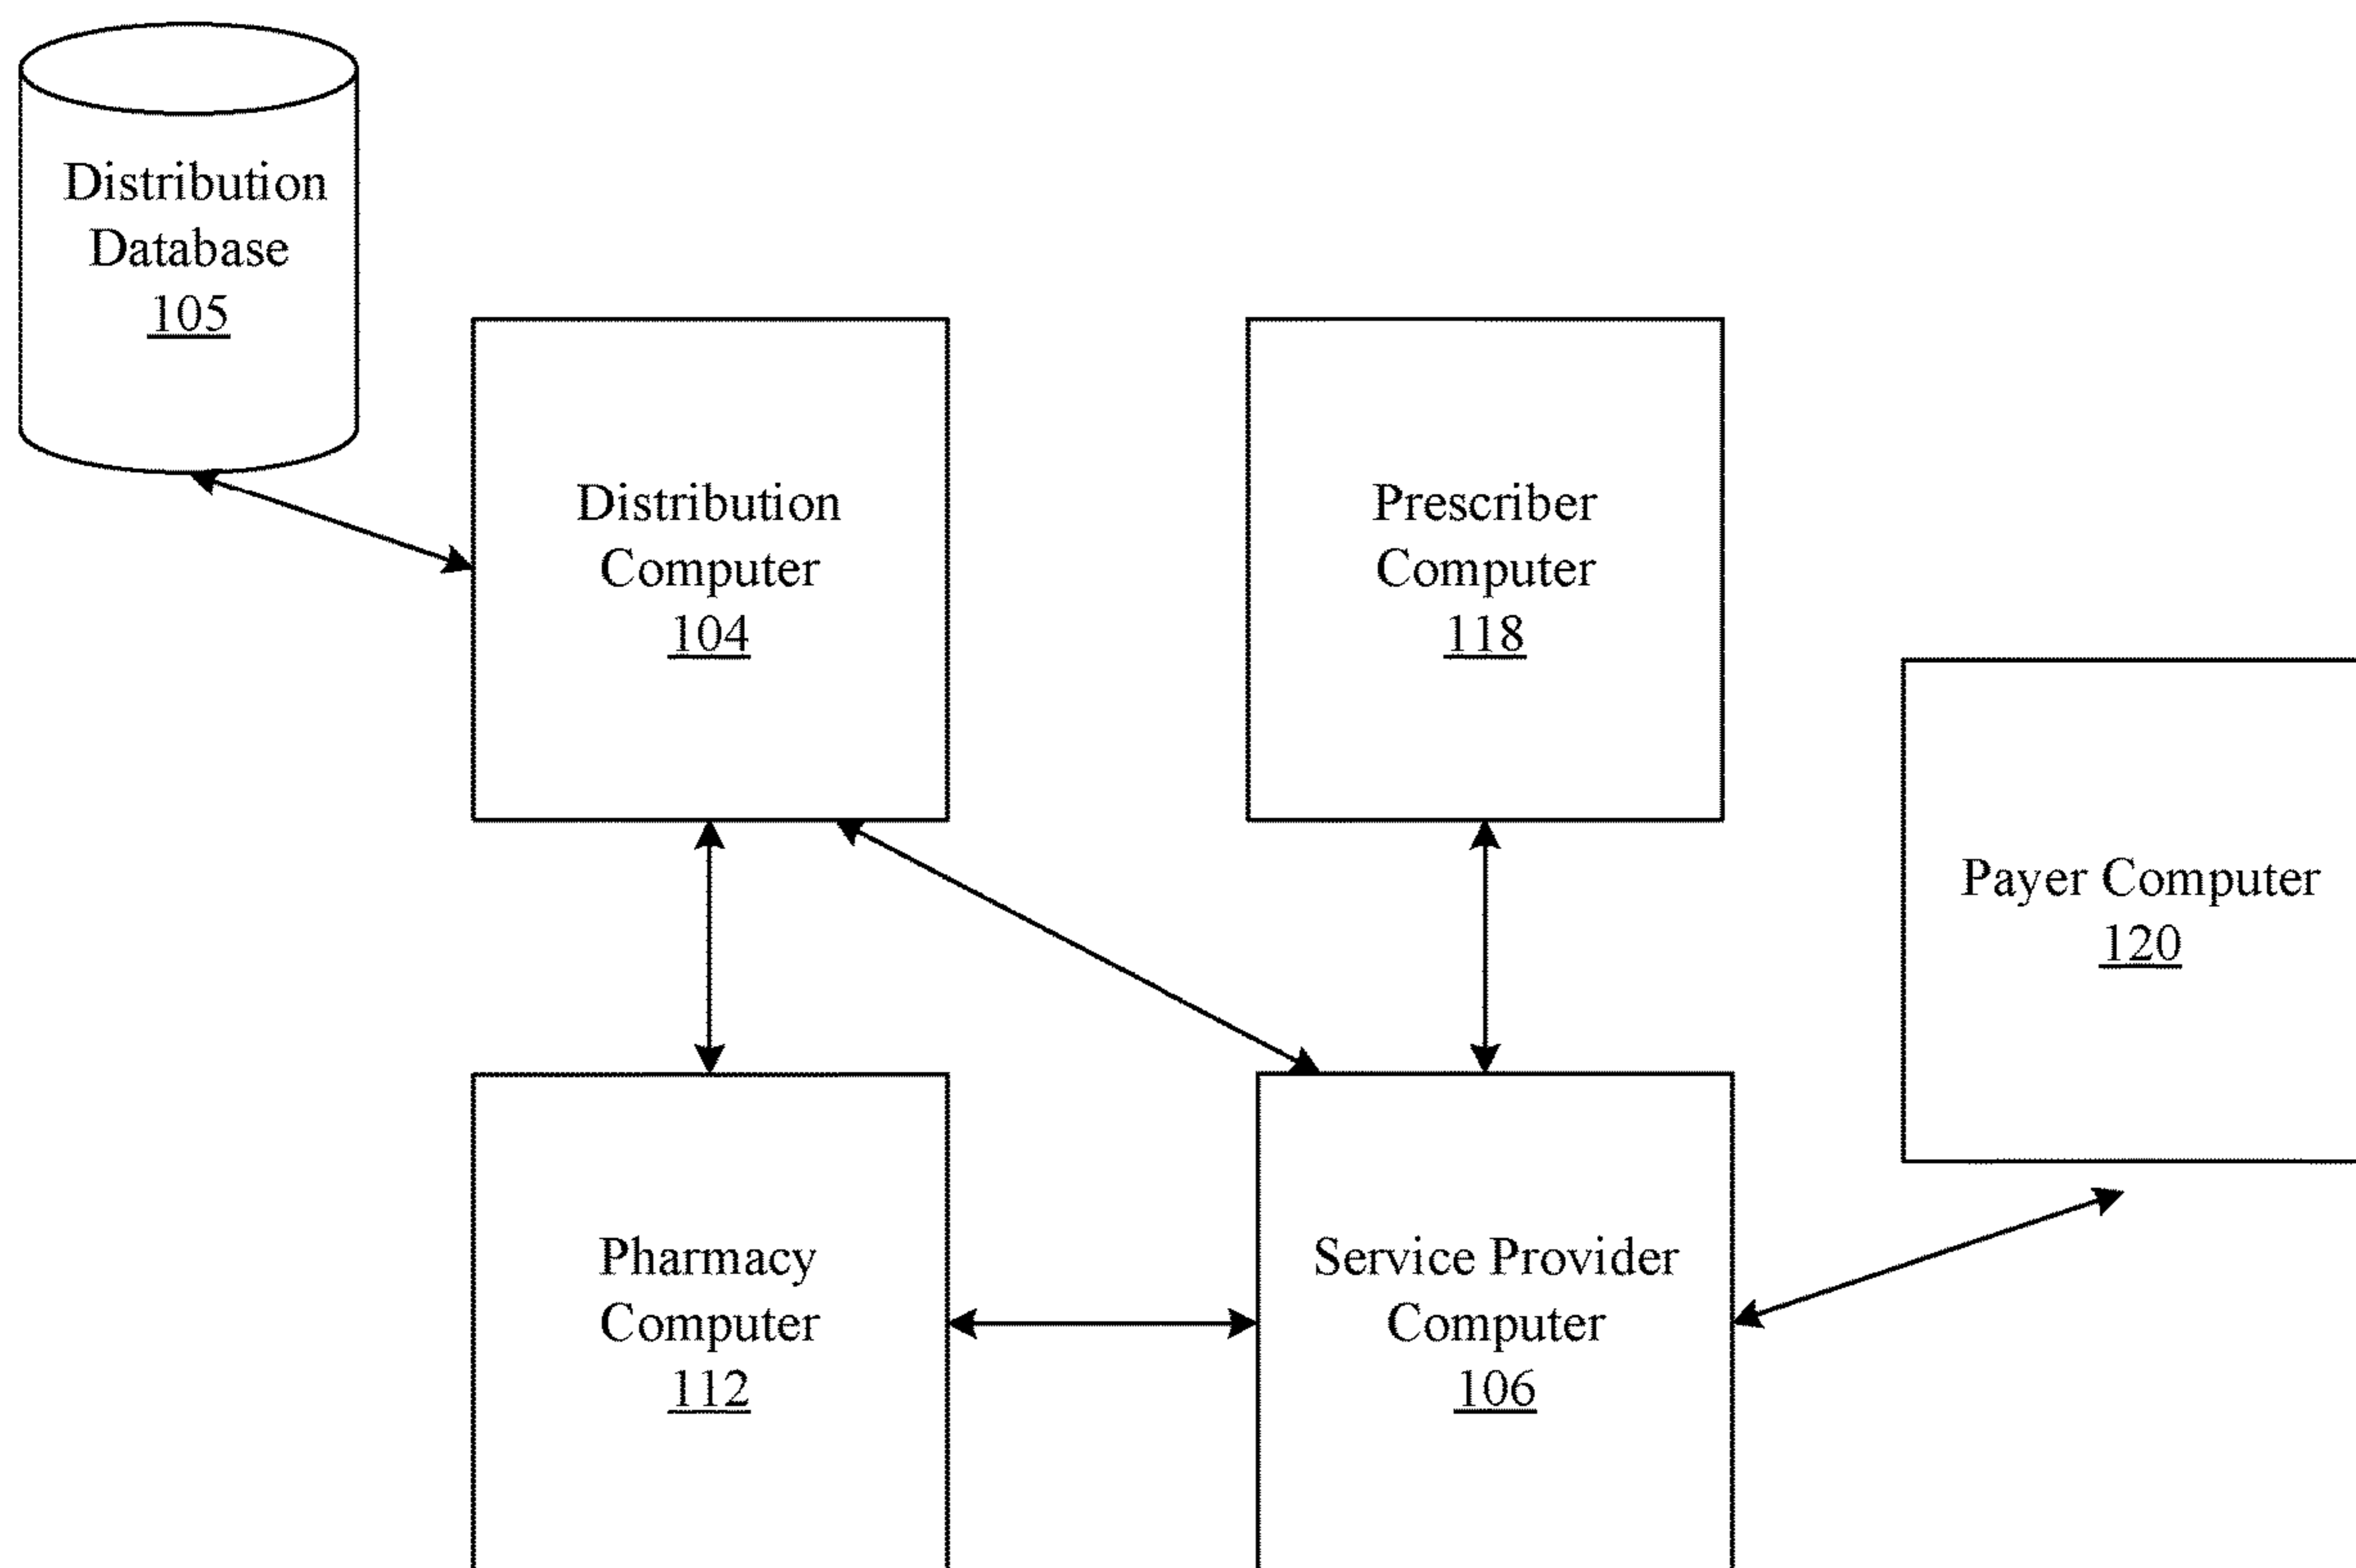 Distribution
Database
105
Distribution
Computer
104
Prescriber
Computer
118
Payer Computer
120
Pharmacy
Computer
112
Service Provider
Computer
106